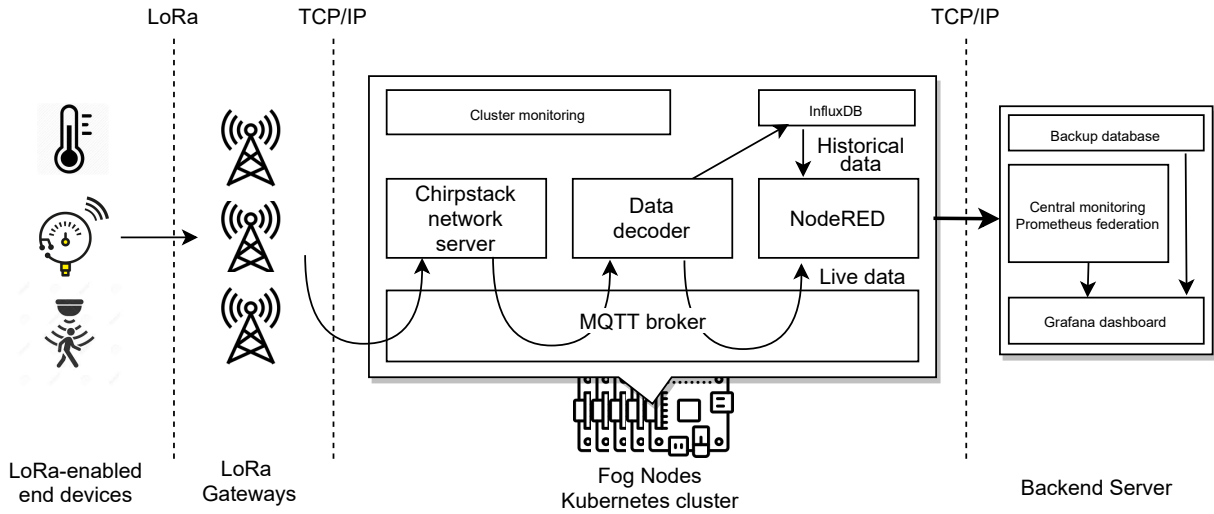 LoRa
TCP/IP
TCP/IP
Cluster monitoring
InfluxDB
Historical
data
Chirpstack
network
server
Data
decoder
NodeRED
Live data
MQTT broker
Backup database
Central monitoring
Prometheus federation
Grafana dashboard
LoRa-enabled
end devices
LoRa
Gateways
Fog Nodes
Kubernetes cluster
Backend Server